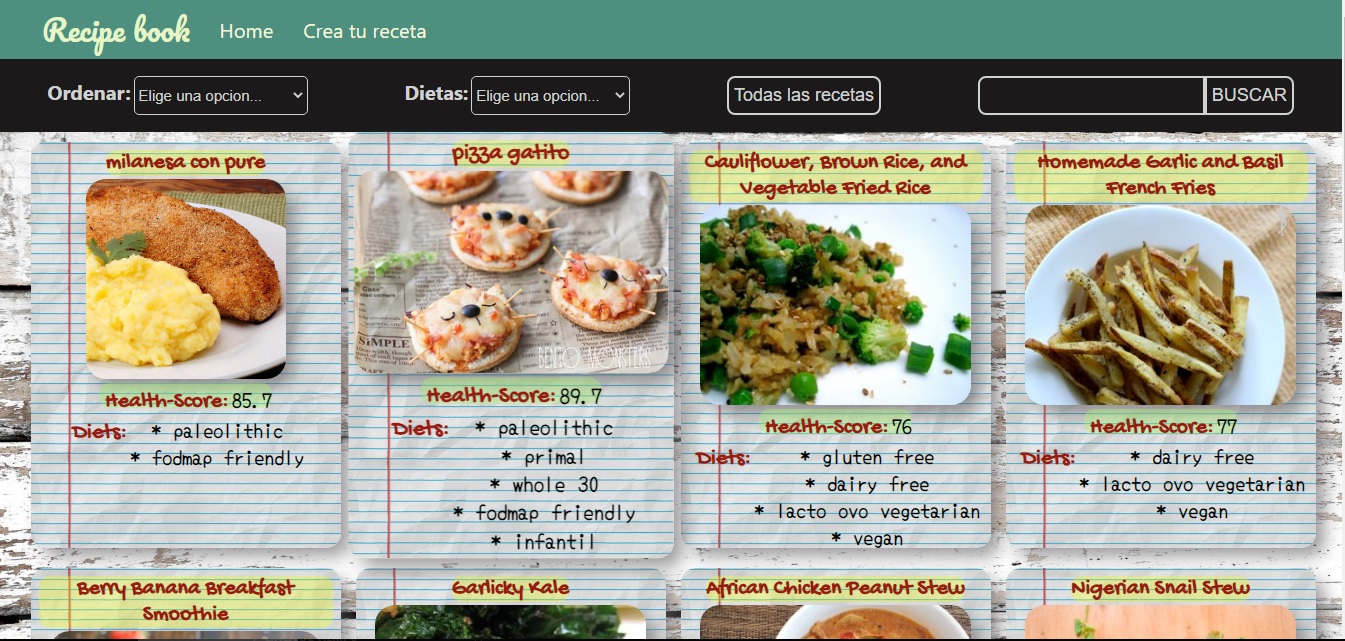 Recipe book Home Crea tu receta
Ordenar: Elige una opcion... Dietas: Elige una opcion... Todas las recetas BUSCAR
milanesa con pure
Health-Score: 85.7
Diets: * paleolithic
* fodmap friendly
pizza gatito
SiMPLE
BENTO MONSTERS
Health-Score: 89.7
Diets: * paleolithic
* primal
* whole 30
* fodmap friendly
* infantil
Cauliflower, Brown Rice, and
Vegetable Fried Rice
Health-Score: 76
Diets: * gluten free
* dairy free
* lacto ovo vegetarian
* vegan
Homemade Garlic and Basil
French Fries
Health-Score: 77
Diets: * dairy free
* lacto ovo vegetarian
* vegan
Berry Banana Breakfast
Smoothie
Garlicky Kale
African Chicken Peanut Stew
Nigerian Snail Stew